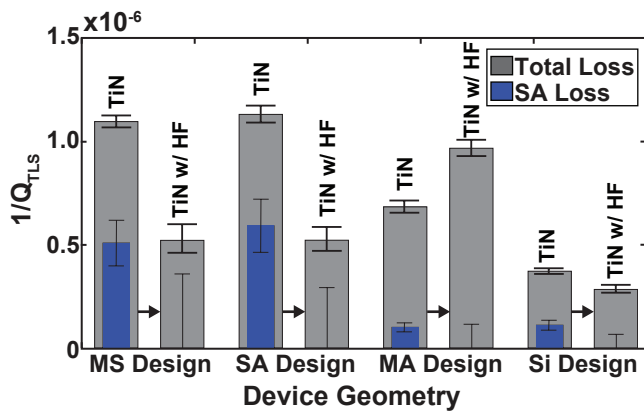 x10⁻⁶
1.5
1.0
0.5
0
1/Q_TLS
Total Loss
SA Loss
TiN
TiN w/ HF
TiN
TiN w/ HF
TiN
TiN w/ HF
TiN
TiN w/ HF
MS Design
SA Design
MA Design
Si Design
Device Geometry